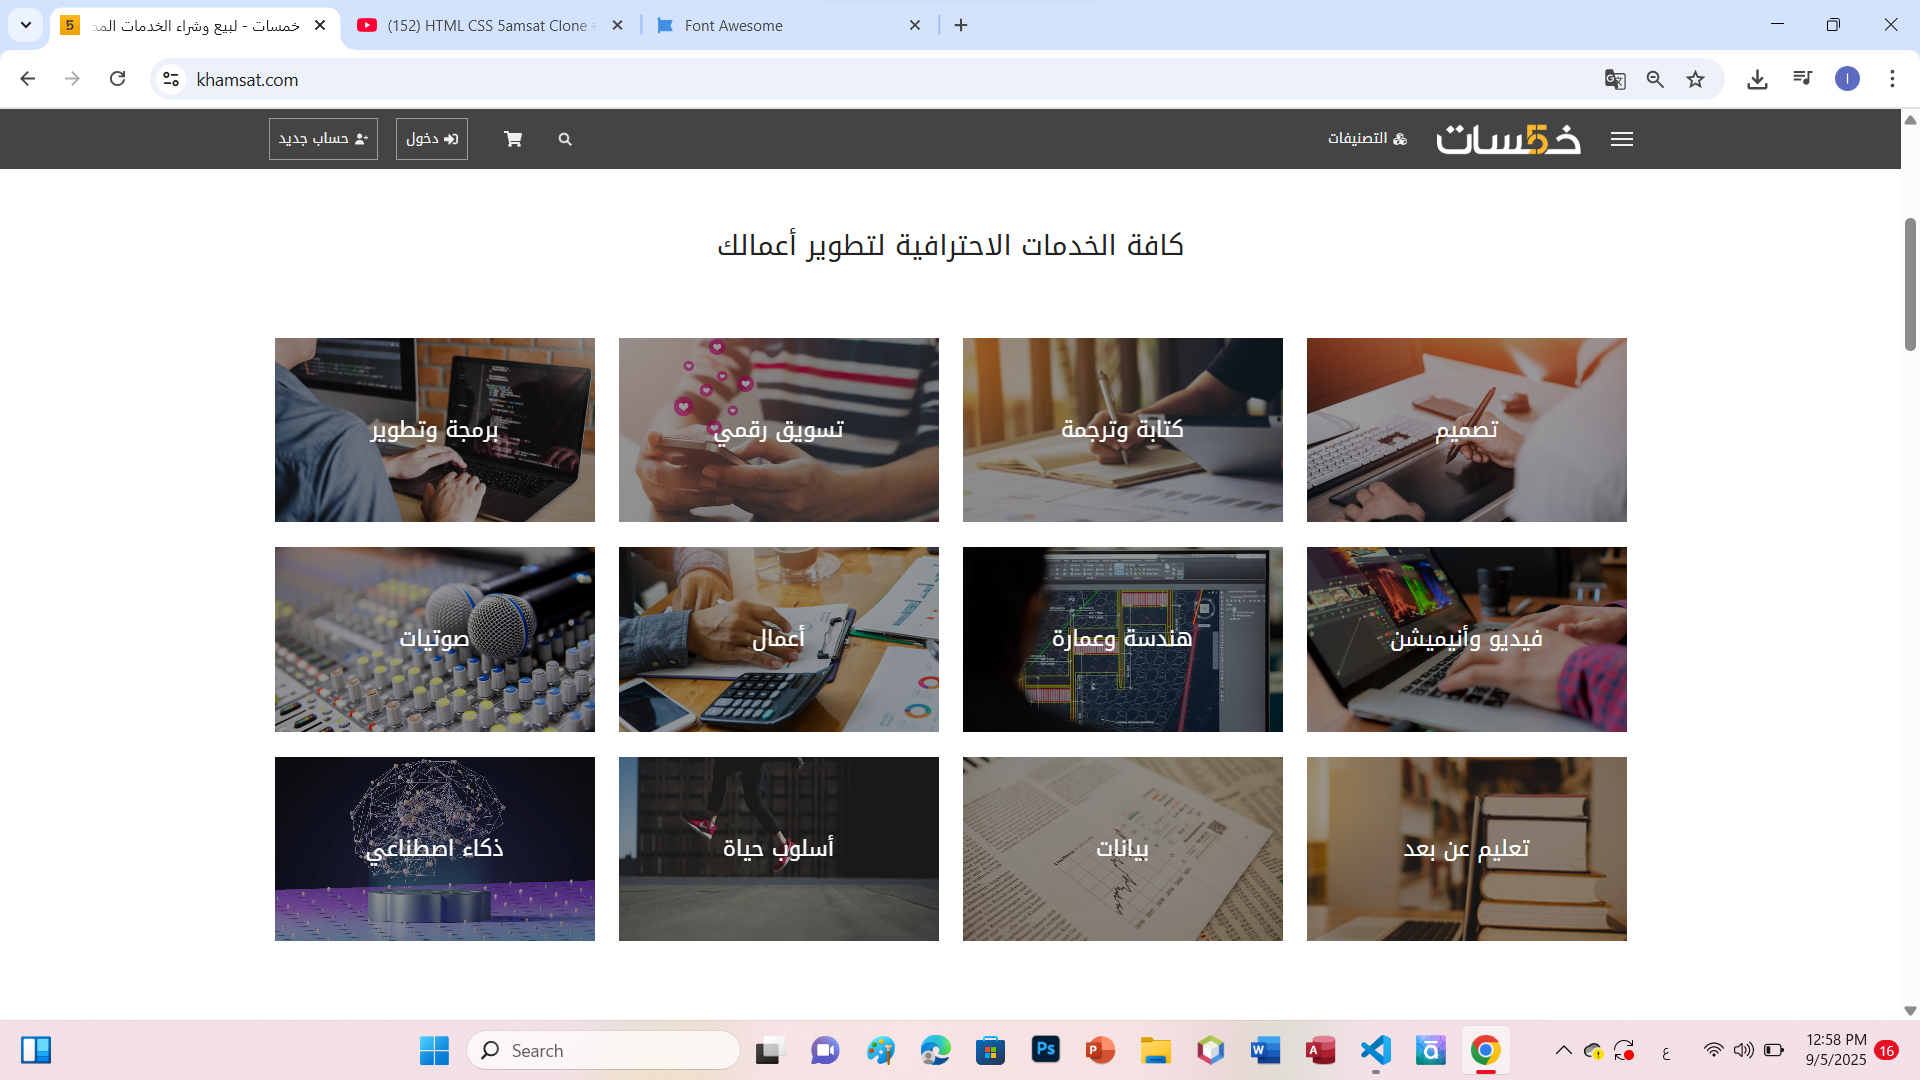 خمسات - لبيع وشراء الخدمات المد
(152) HTML CSS 5amsat Clone
Font Awesome
khamsat.com
خمسات
التصنيفات
دخول
حساب جديد
كافة الخدمات الاحترافية لتطوير أعمالك
تصميم
كتابة وترجمة
تسويق رقمي
برمجة وتطوير
فيديو وأنيميشن
هندسة وعمارة
أعمال
صوتيات
تعليم عن بعد
بيانات
أسلوب حياة
ذكاء اصطناعي
Search
ع
12:58 PM
9/5/2025
16